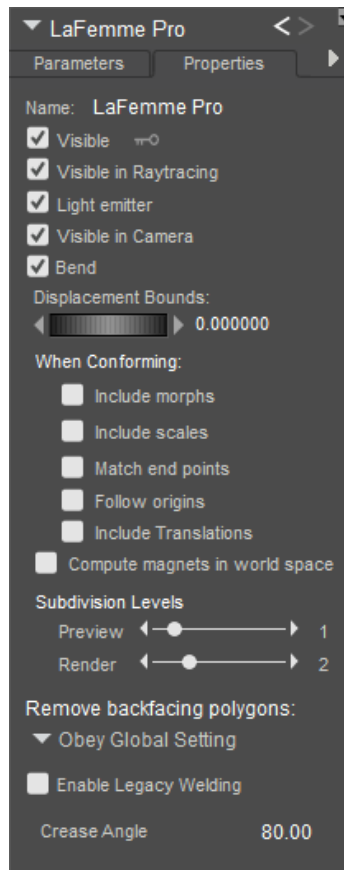 LaFemme Pro
Parameters Properties
Name: LaFemme Pro
Visible
Visible in Raytracing
Light emitter
Visible in Camera
Bend
Displacement Bounds:
0.000000
When Conforming:
Include morphs
Include scales
Match end points
Follow origins
Include Translations
Compute magnets in world space
Subdivision Levels
Preview 1
Render 2
Remove backfacing polygons:
Obey Global Setting
Enable Legacy Welding
Crease Angle 80.00